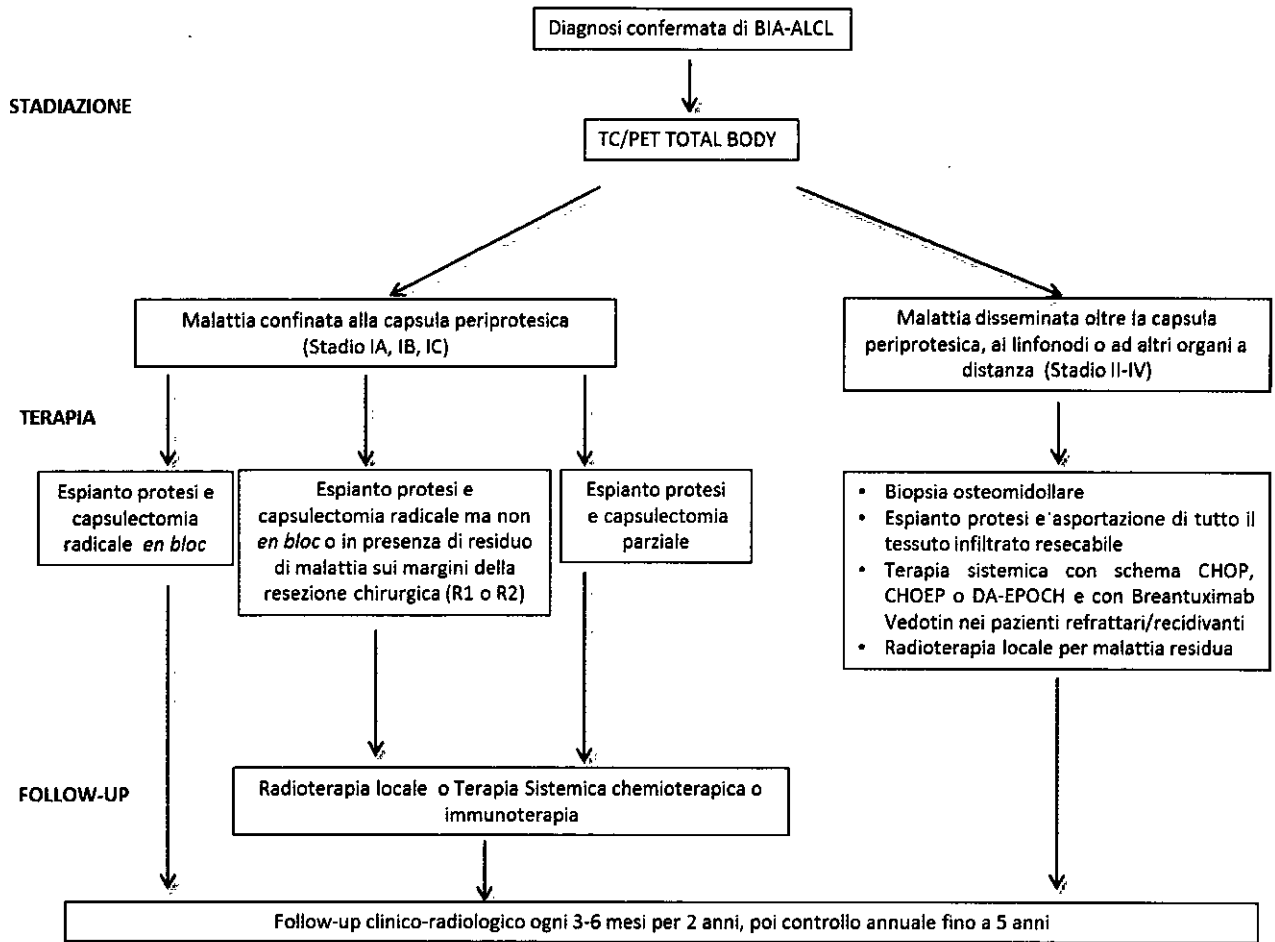 Diagnosi confermata di BIA-ALCL
STADIAZIONE
TC/PET TOTAL BODY
Malattia confinata alla capsula periprotesica
(Stadio IA, IB, IC)
Malattia disseminata oltre la capsula
periprotesica, ai linfonodi o ad altri organi a
distanza (Stadio II-IV)
TERAPIA
Espianto protesi e
capsulectomia
radicale en bloc
Espianto protesi e
capsulectomia radicale ma non
en bloc o in presenza di residuo
di malattia sui margini della
resezione chirurgica (R1 o R2)
Espianto protesi
e capsulectomia
parziale
• Biopsia osteomidollare
• Espianto protesi e asportazione di tutto il
tessuto infiltrato resecabile
• Terapia sistemica con schema CHOP,
CHOEP o DA-EPOCH e con Breantuximab
Vedotin nei pazienti refrattari/recidivanti
• Radioterapia locale per malattia residua
FOLLOW-UP
Radioterapia locale o Terapia Sistemica chemioterapica o
immunoterapia
Follow-up clinico-radiologico ogni 3-6 mesi per 2 anni, poi controllo annuale fino a 5 anni